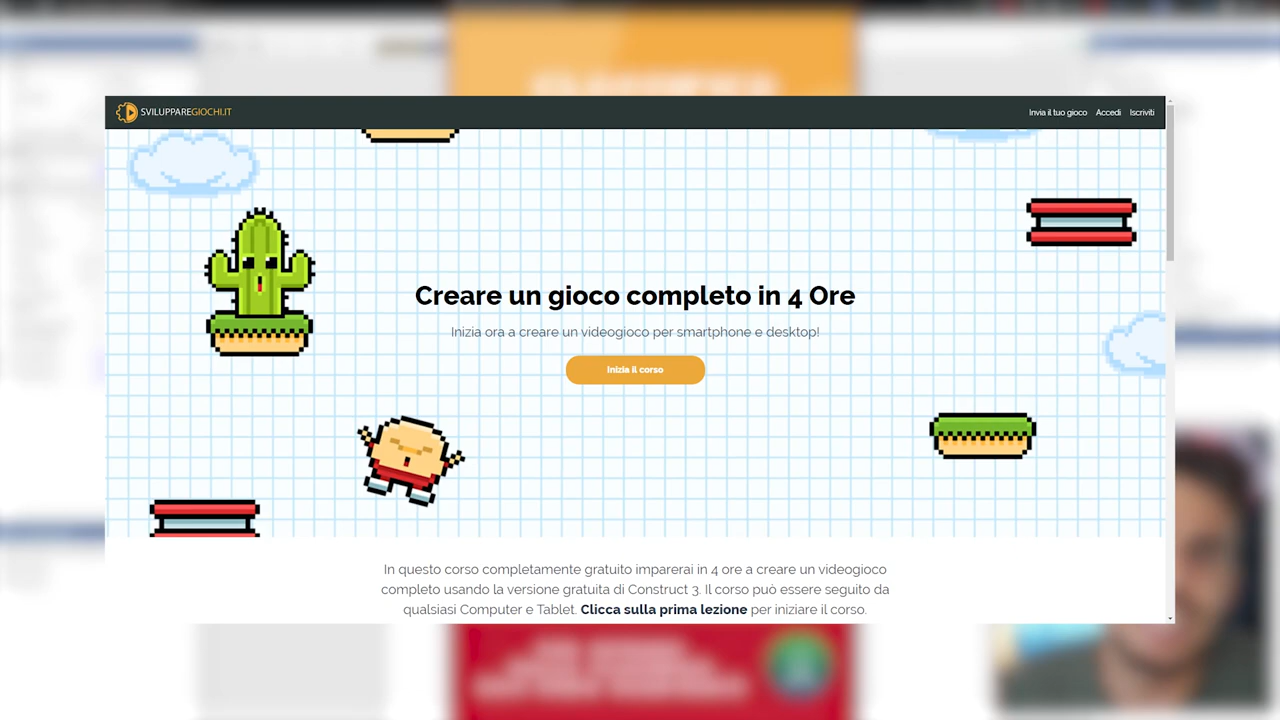 SVILUPPAREGIOCHI.IT
Invia il tuo gioco Accedi Iscriviti
Creare un gioco completo in 4 Ore
Inizia ora a creare un videogioco per smartphone e desktop!
Inizia il corso
In questo corso completamente gratuito imparerai in 4 ore a creare un videogioco
completo usando la versione gratuita di Construct 3. Il corso può essere seguito da
qualsiasi Computer e Tablet. Clicca sulla prima lezione per iniziare il corso.